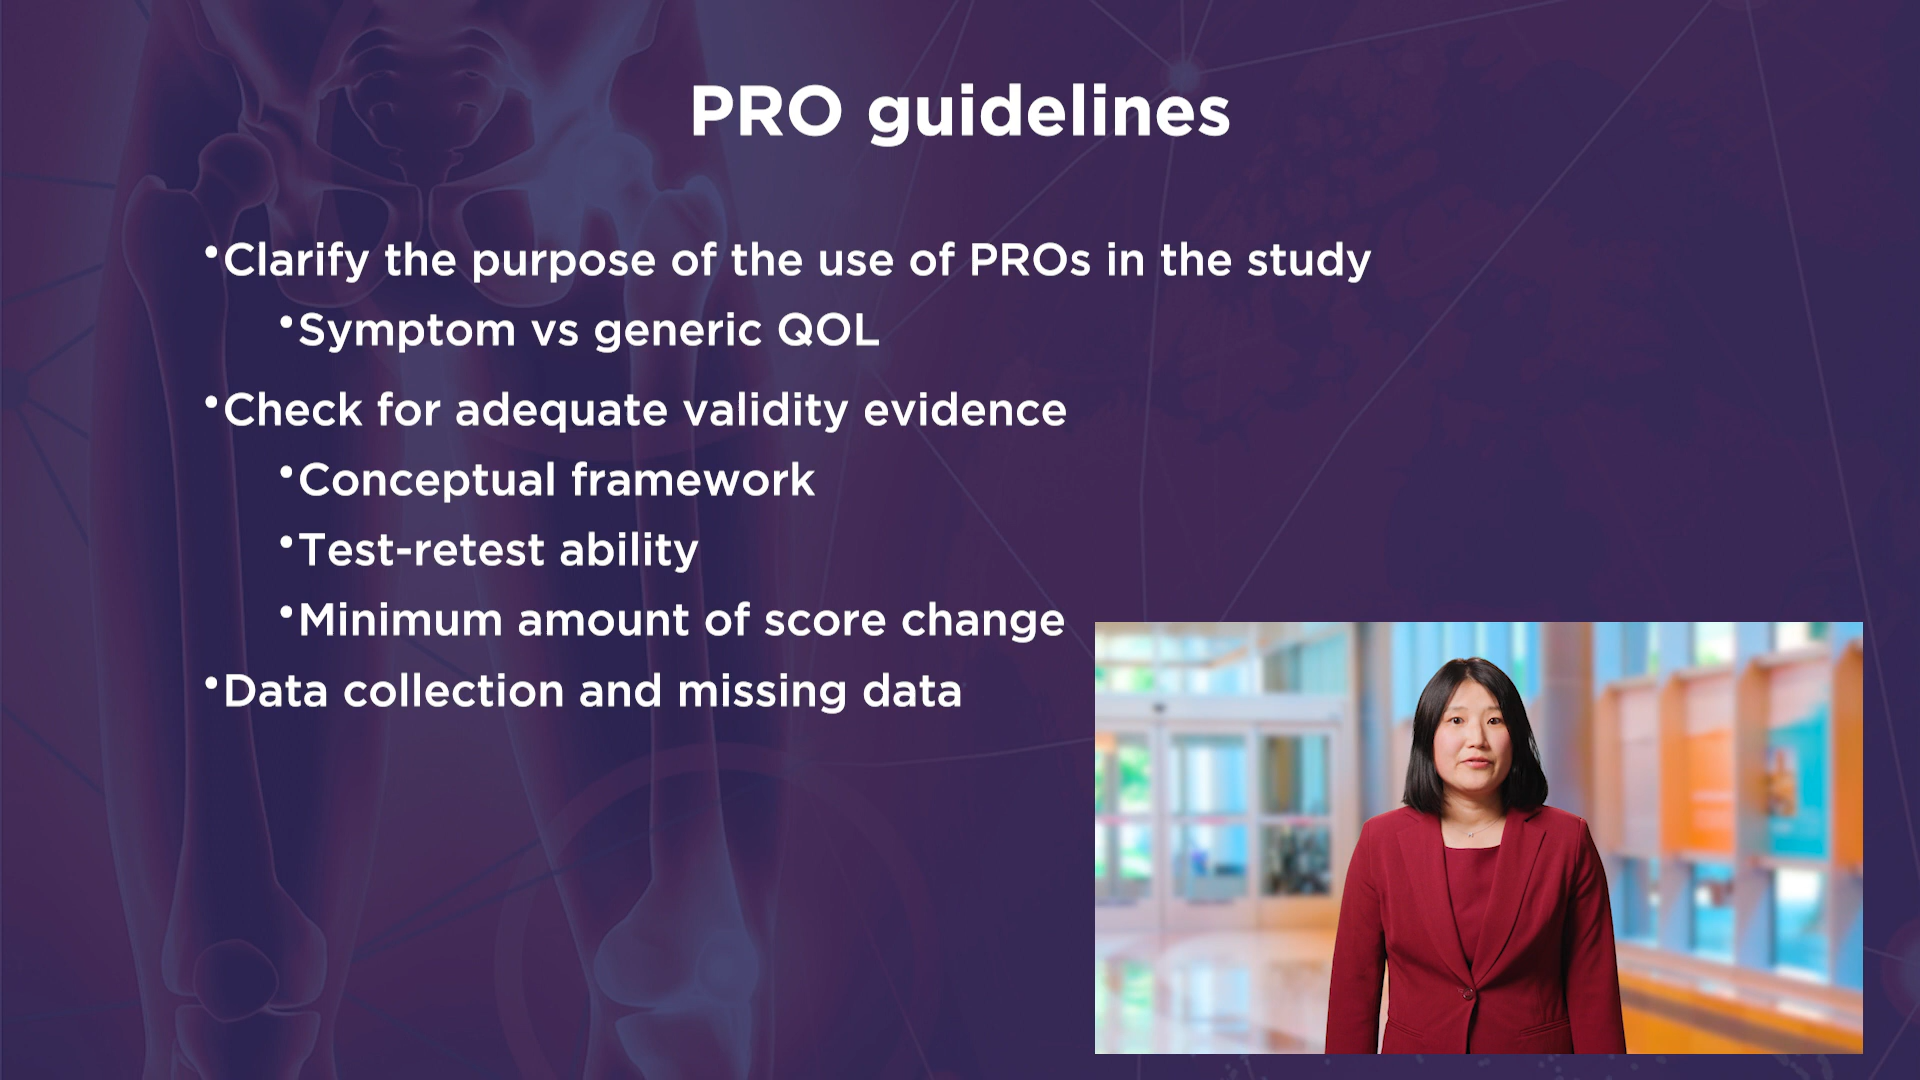 PRO guidelines
•Clarify the purpose of the use of PROs in the study
•Symptom vs generic QOL
•Check for adequate validity evidence
•Conceptual framework
•Test-retest ability
•Minimum amount of score change
•Data collection and missing data